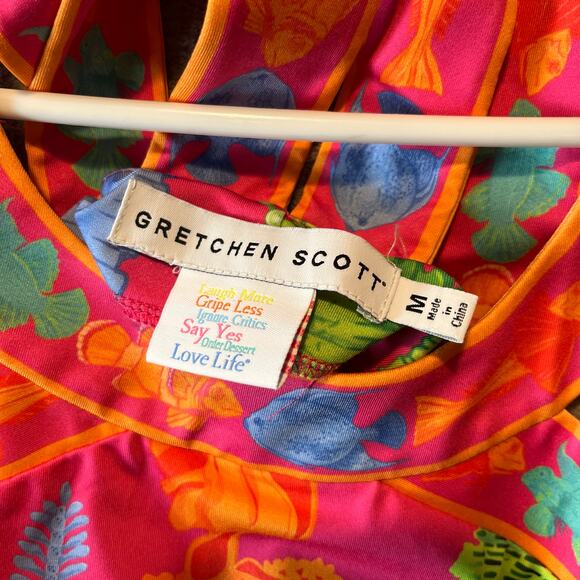 GRETCHEN SCOTT
Laugh More
Gripe Less
Ignore Critics
Say Yes
Order Dessert
Love Life®
M
Made
in
China